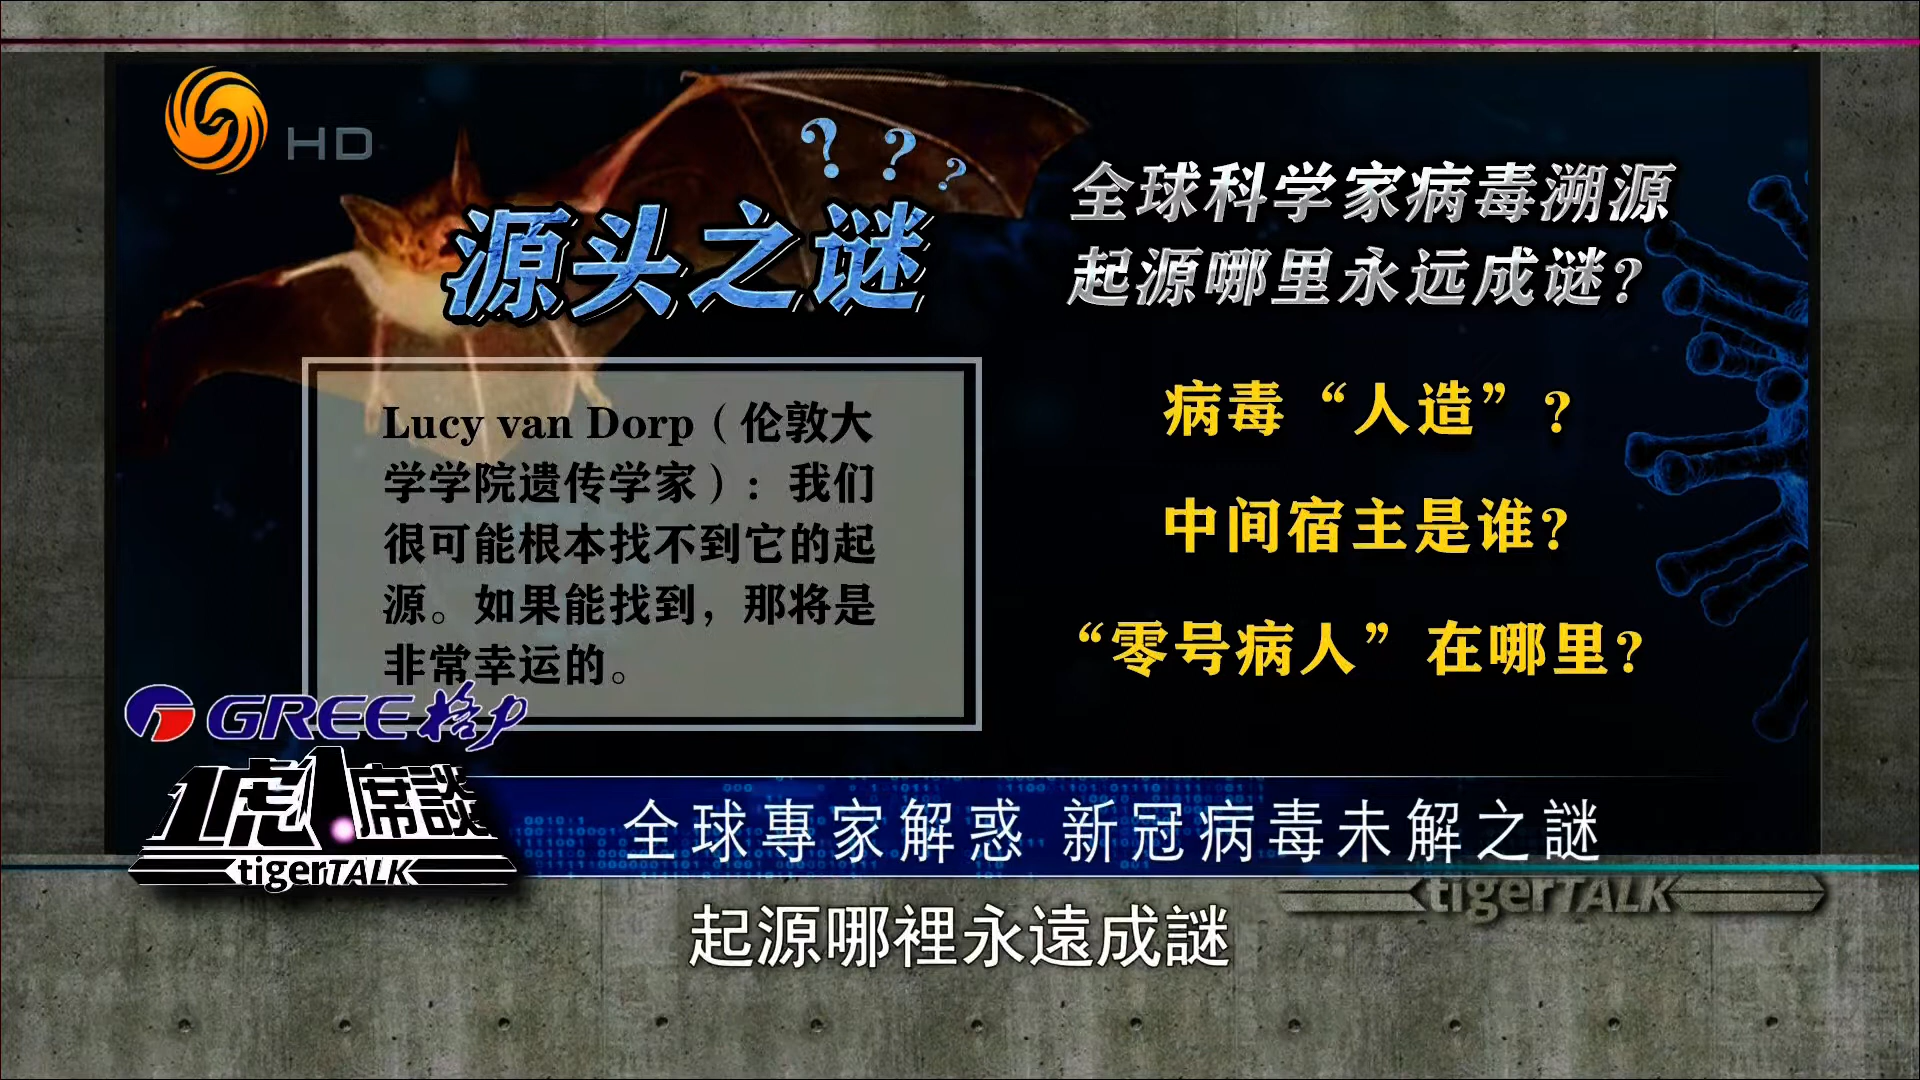 HD
? ? ?
源头之谜
Lucy van Dorp（伦敦大
学学院遗传学家）：我们
很可能根本找不到它的起
源。如果能找到，那将是
非常幸运的。
全球科学家病毒溯源
起源哪里永远成谜？
病毒“人造”？
中间宿主是谁？
“零号病人”在哪里？
GREE格力
一虎一席談
tigerTALK
全球專家解惑 新冠病毒未解之謎
tigerTALK
起源哪裡永遠成謎